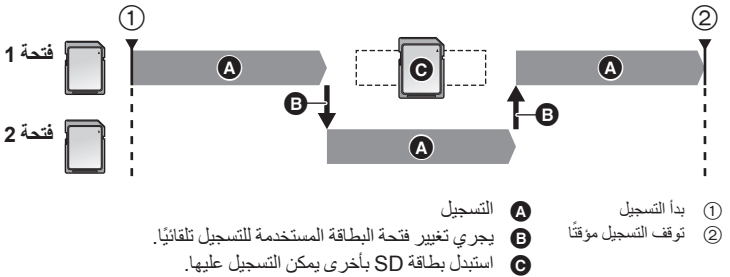 ① ②
فتحة 1
A C A
B B
فتحة 2
A
① بدأ التسجيل
② توقف التسجيل مؤقتًا
A التسجيل
B يجري تغيير فتحة البطاقة المستخدمة للتسجيل تلقائيًا.
C استبدل بطاقة SD بأخرى يمكن التسجيل عليها.